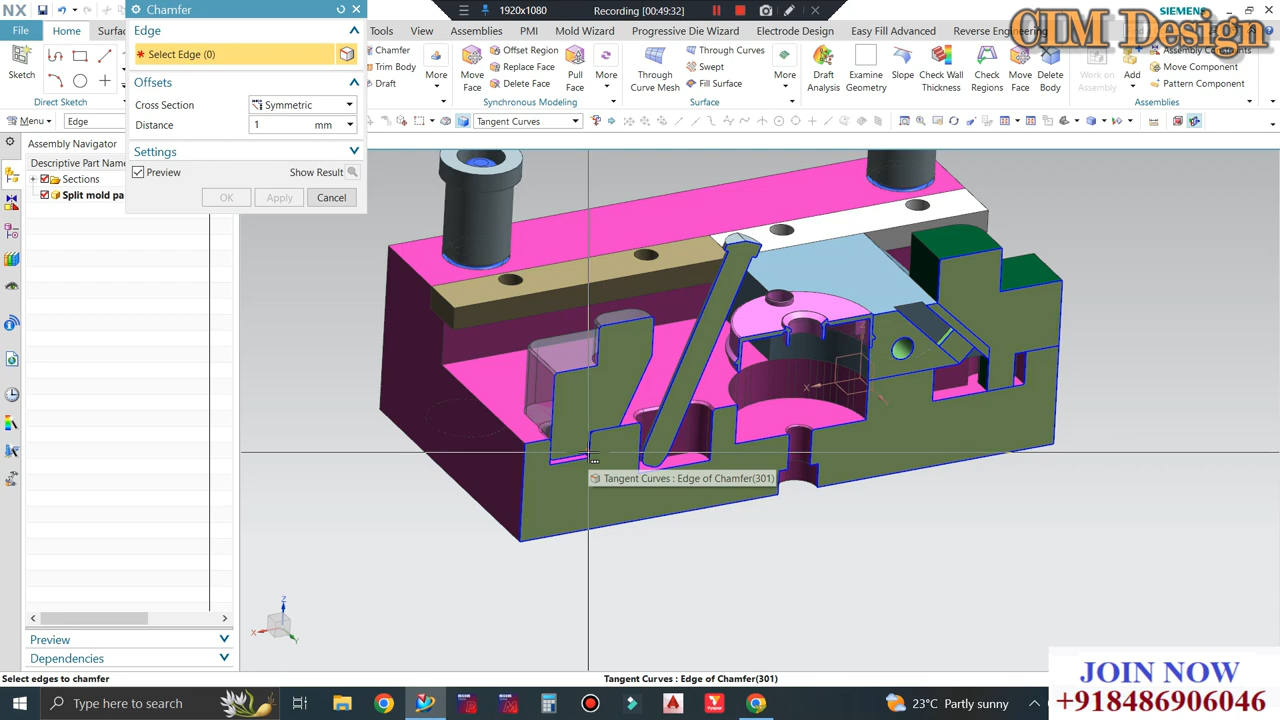 NX
Chamfer
1920x1080
Recording [00:49:32]
SIEMENS
CIM Design
File
Home
Surfac
Tools
View
Assemblies
PMI
Mold Wizard
Progressive Die Wizard
Electrode Design
Easy Fill Advanced
Reverse Engineering
Edge
* Select Edge (0)
Offsets
Cross Section
Symmetric
Distance
1
mm
Settings
Preview
Show Result
OK
Apply
Cancel
Sketch
Direct Sketch
Chamfer
Trim Body
Draft
More
Move Face
Offset Region
Replace Face
Delete Face
Pull Face
More
Synchronous Modeling
Through Curve Mesh
Through Curves
Swept
Fill Surface
More
Surface
Draft Analysis
Examine Geometry
Slope
Check Wall Thickness
Check Regions
Move Face
Delete Body
Work on Assembly
Add
Assembly Constraints
Move Component
Pattern Component
Assemblies
Menu
Edge
Tangent Curves
Assembly Navigator
Descriptive Part Name
Sections
Split mold pa
Tangent Curves : Edge of Chamfer(301)
X
Z
X
Y
Preview
Dependencies
Select edges to chamfer
Tangent Curves : Edge of Chamfer(301)
JOIN NOW
+918486906046
Type here to search
23°C Partly sunny